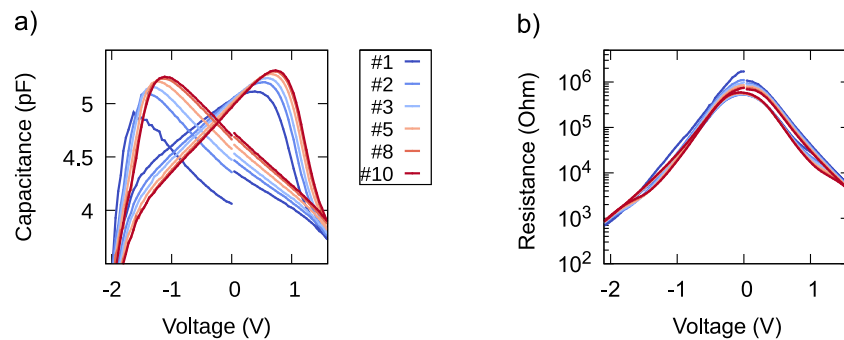 a)
Capacitance (pF)
5
4.5
4
-2 -1 0 1
Voltage (V)
#1
#2
#3
#5
#8
#10
b)
Resistance (Ohm)
10^6
10^5
10^4
10^3
10^2
-2 -1 0 1
Voltage (V)